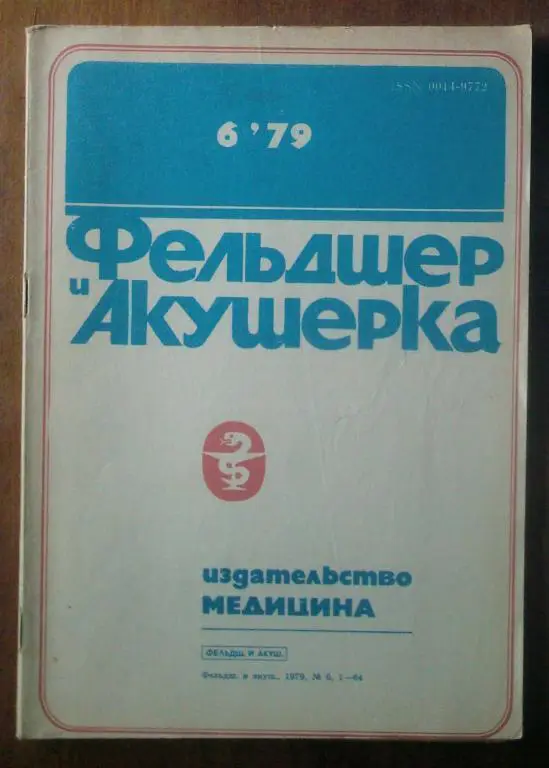 ISSN 0014-9772
6 '79
Фельдшер
и Акушерка
издательство
МЕДИЦИНА
ФЕЛЬДШ. И АКУШ.
Фельдш. и акуш., 1979, № 6, 1—64